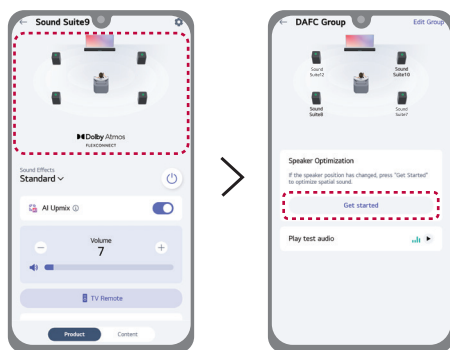 ← Sound Suite9
Dolby Atmos
FLEXCONNECT
Sound Effects
Standard
AI Upmix
Volume
7
TV Remote
Product Content
← DAFC Group Edit Group
Sound
Suite12
Sound
Suite10
Sound
Suite8
Sound
Suite7
Speaker Optimization
If the speaker position has changed, press "Get Started"
to optimize spatial sound.
Get started
Play test audio